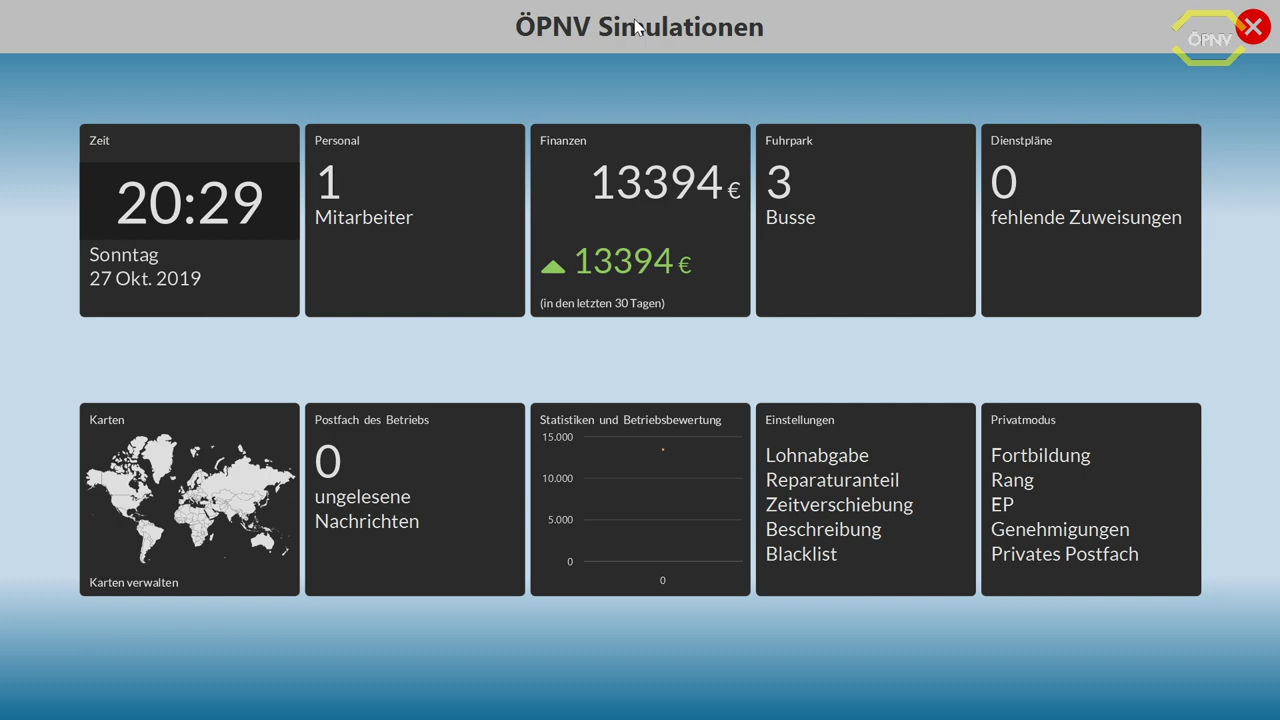 ÖPNV Simulationen
ÖPNV
Zeit
20:29
Sonntag
27 Okt. 2019
Personal
1
Mitarbeiter
Finanzen
13394 €
13394 €
(in den letzten 30 Tagen)
Fuhrpark
3
Busse
Dienstpläne
0
fehlende Zuweisungen
Karten
Karten verwalten
Postfach des Betriebs
0
ungelesene
Nachrichten
Statistiken und Betriebsbewertung
15.000
10.000
5.000
0
0
Einstellungen
Lohnabgabe
Reparaturanteil
Zeitverschiebung
Beschreibung
Blacklist
Privatmodus
Fortbildung
Rang
EP
Genehmigungen
Privates Postfach